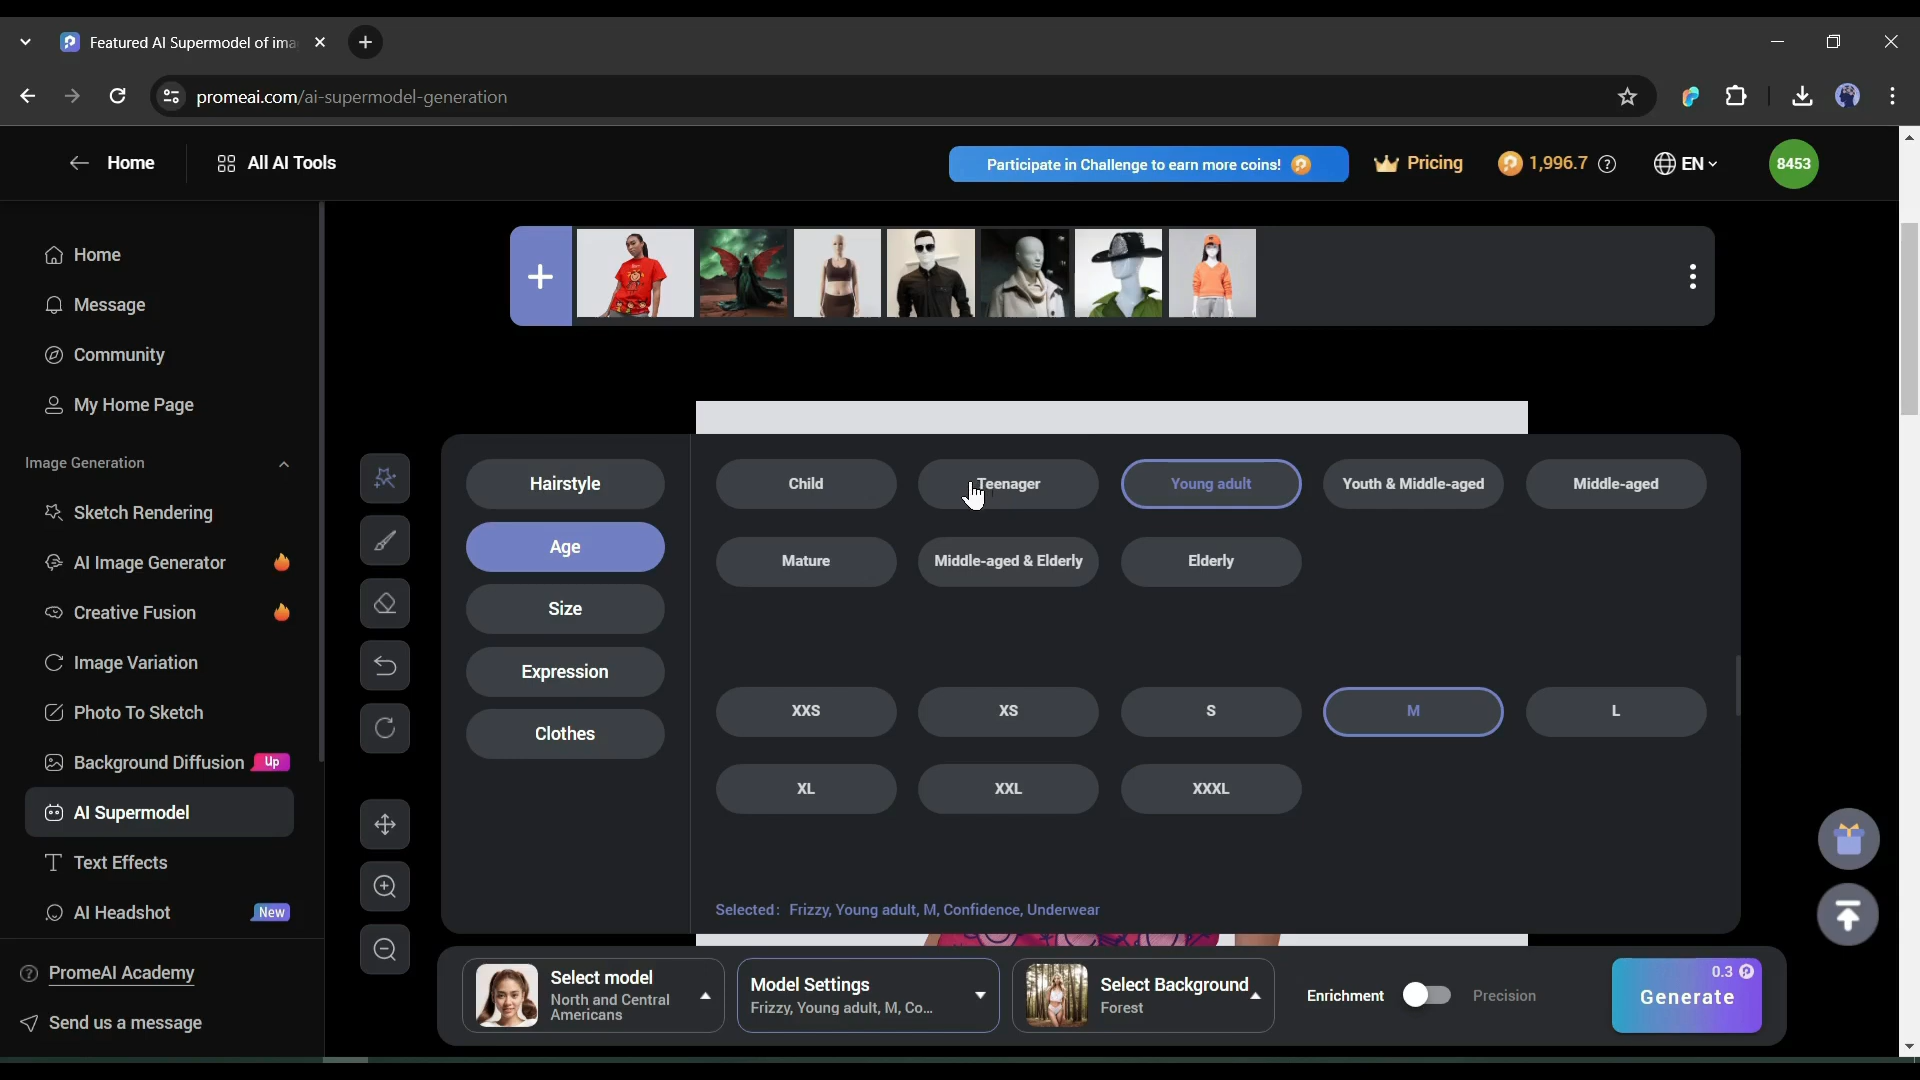 Featured AI Supermodel of ima
promeai.com/ai-supermodel-generation
Home
All AI Tools
Participate in Challenge to earn more coins!
Pricing
1,996.7
EN
8453
Home
Message
Community
My Home Page
Image Generation
Sketch Rendering
AI Image Generator
Creative Fusion
Image Variation
Photo To Sketch
Background Diffusion Up
AI Supermodel
Text Effects
AI Headshot New
PromeAI Academy
Send us a message
Hairstyle
Age
Size
Expression
Clothes
Child
Teenager
Young adult
Youth & Middle-aged
Middle-aged
Mature
Middle-aged & Elderly
Elderly
XXS
XS
S
M
L
XL
XXL
XXXL
Selected: Frizzy, Young adult, M, Confidence, Underwear
Select model
North and Central
Americans
Model Settings
Frizzy, Young adult, M, Co...
Select Background
Forest
Enrichment
Precision
0.3
Generate